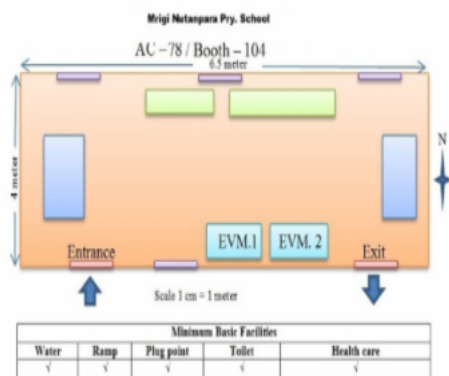 Mrigi Nutanpara Pry. School
AC -78 / Booth - 104
6.5 meter
4 meter
N
EVM.1 EVM. 2
Entrance Exit
Scale 1 cm = 1 meter
Minimum Basic Facilities
Water Ramp Plug point Toilet Health care
√ √ √ √ √